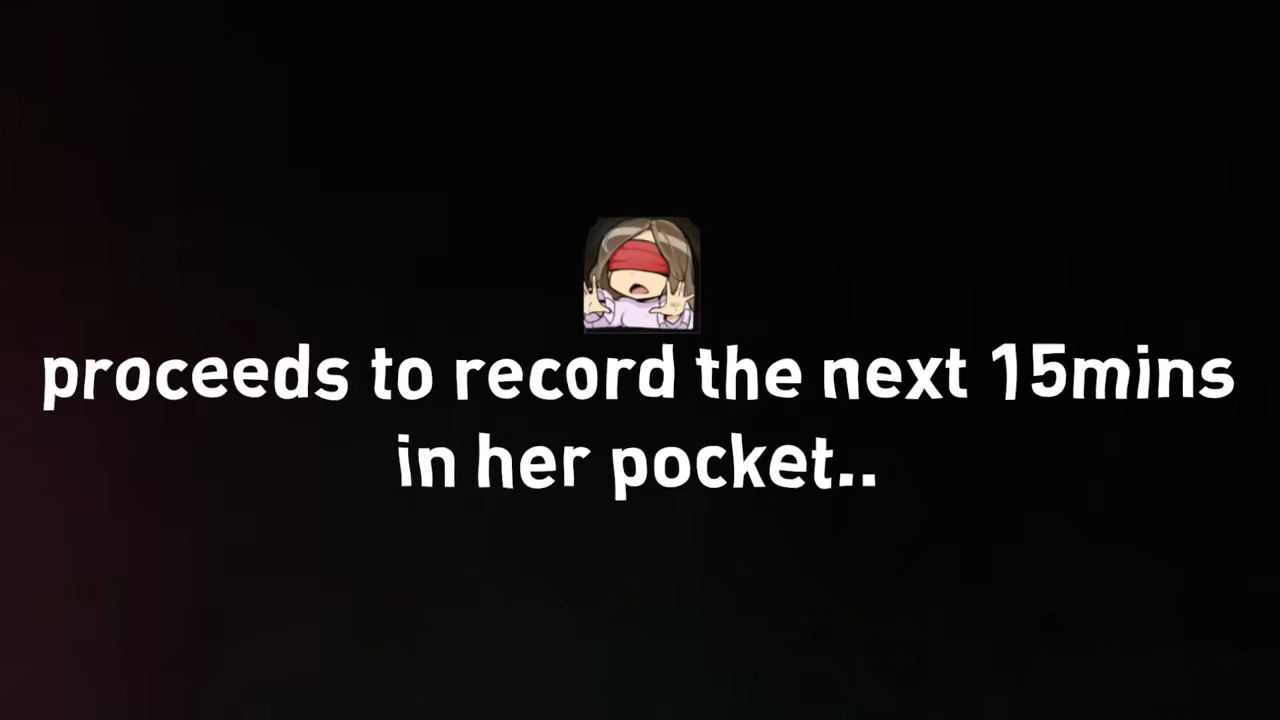 proceeds to record the next 15mins
in her pocket..